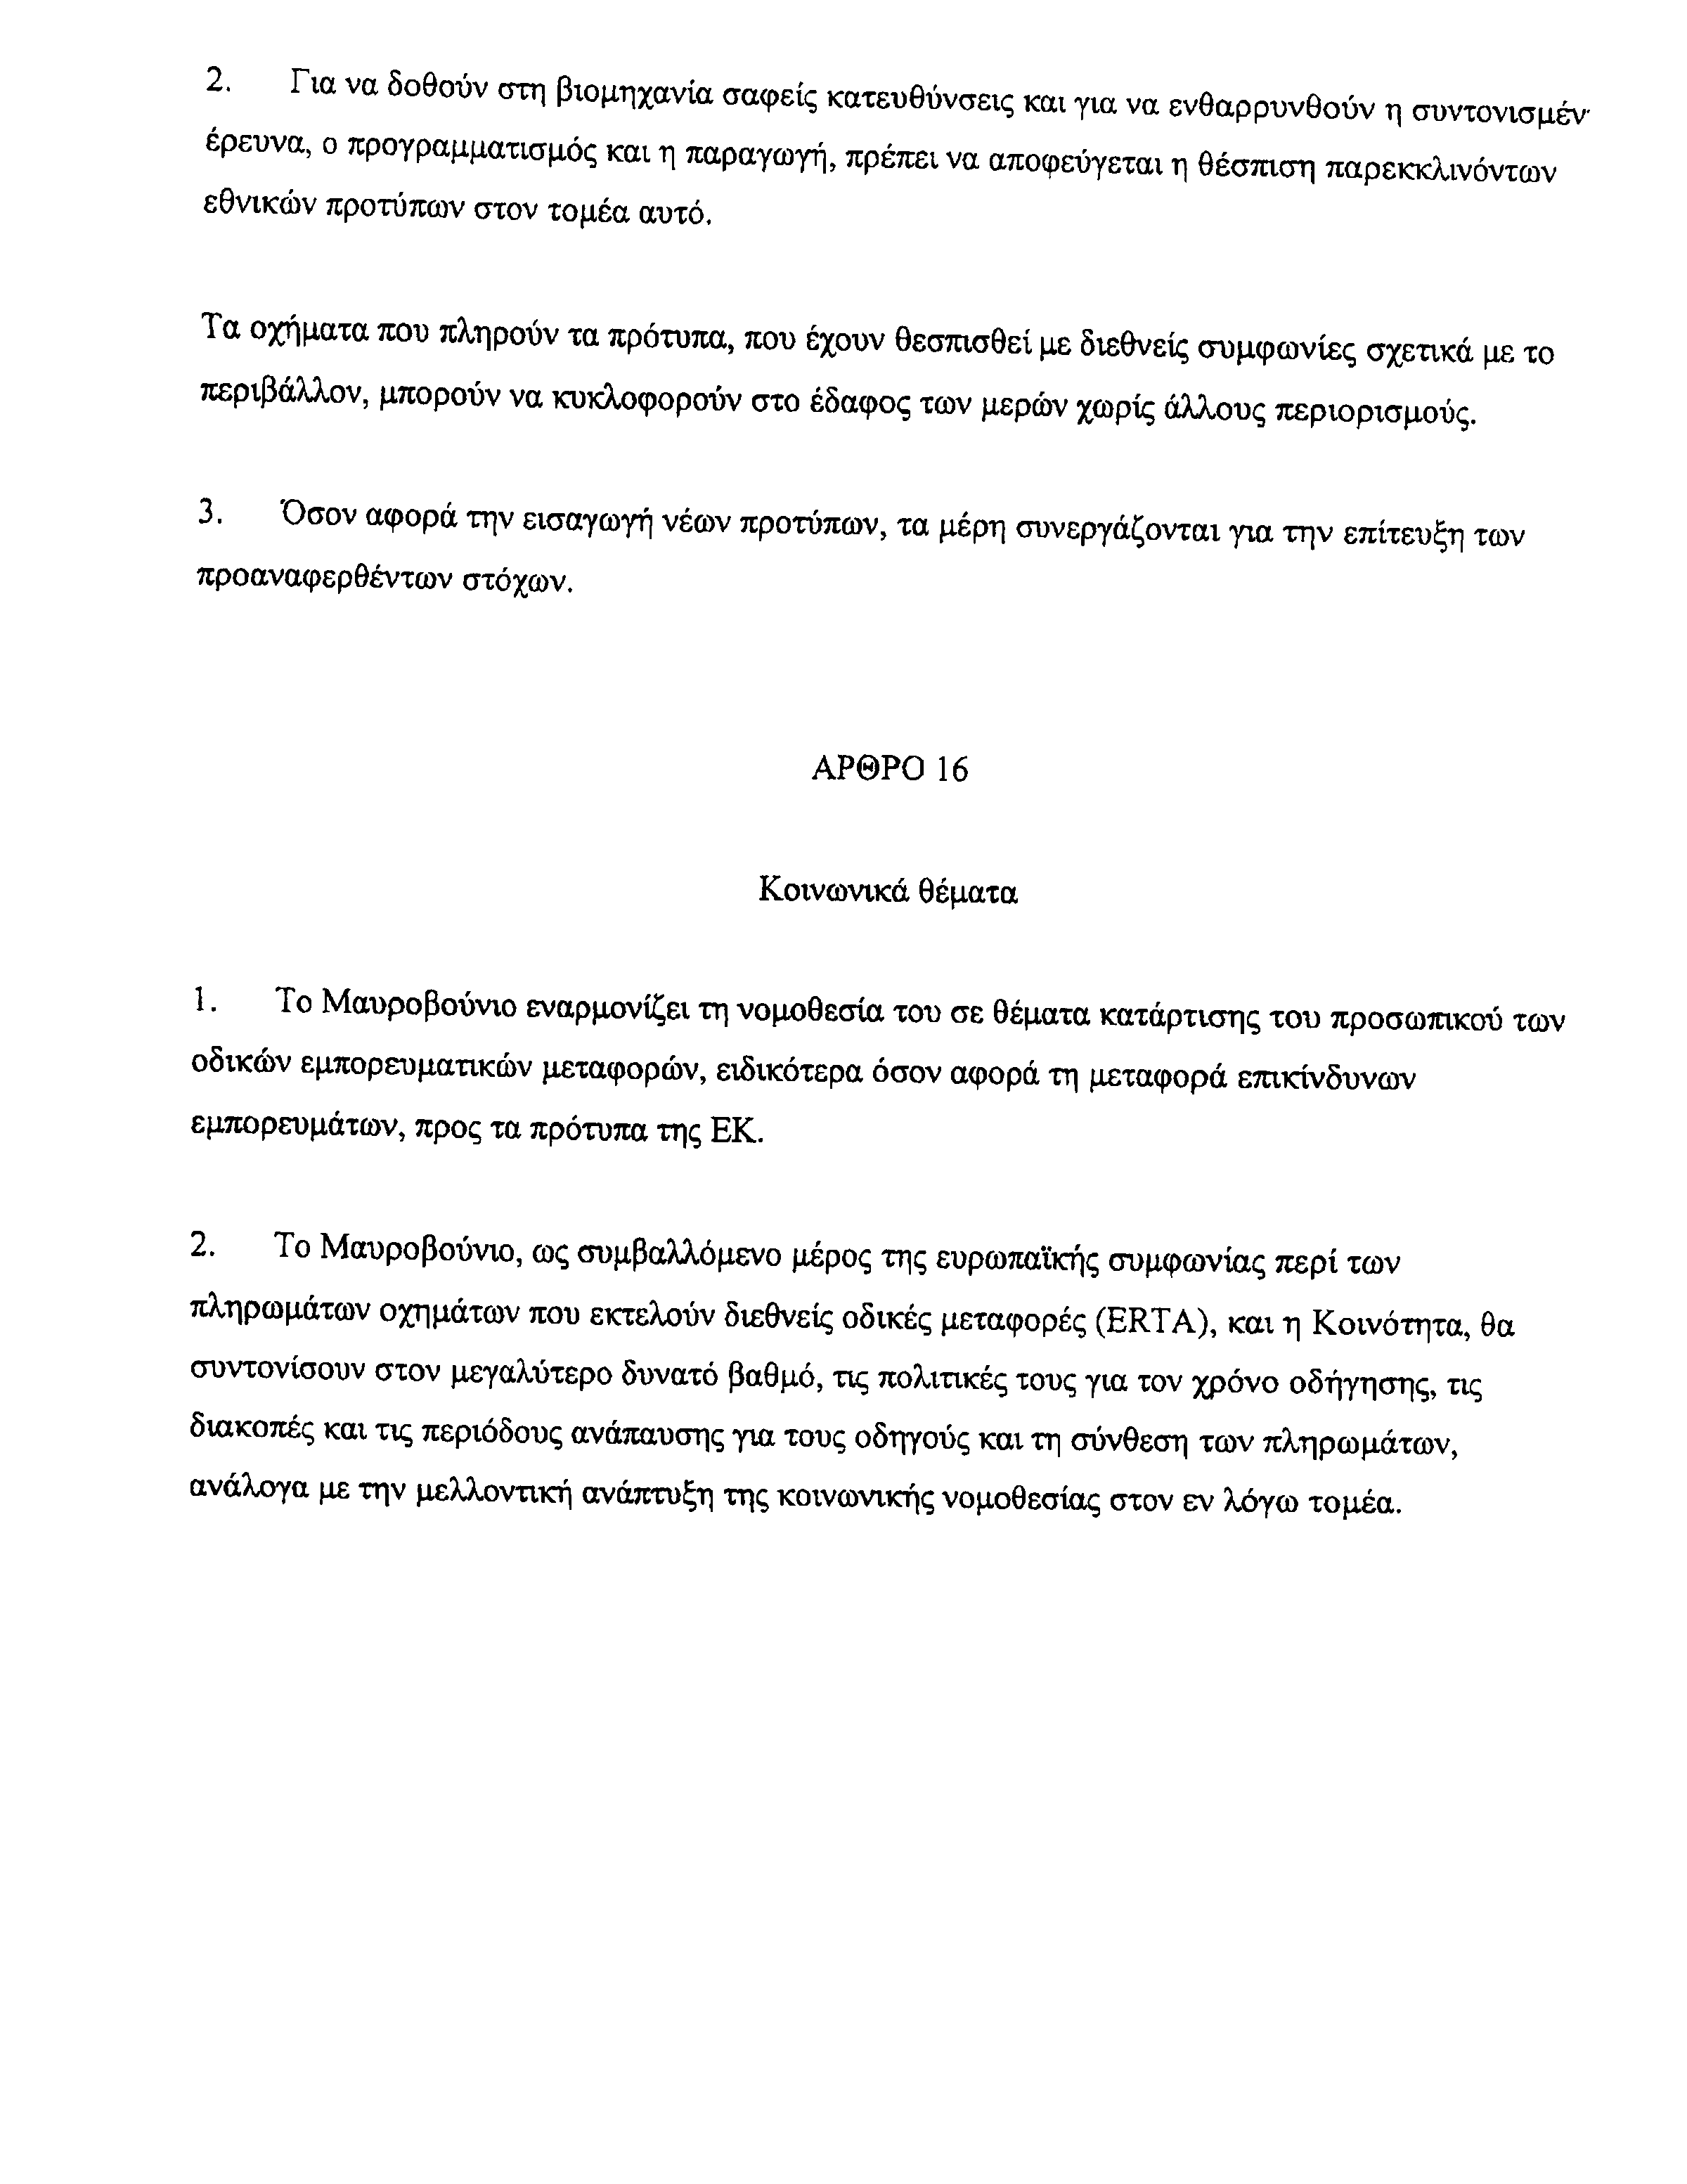 2. Για να δοθούν στη βιομηχανία σαφείς κατευθύνσεις και για να ενθαρρυνθούν η συντονισμέν
έρευνα, ο προγραμματισμός και η παραγωγή, πρέπει να αποφεύγεται η θέσπιση παρεκκλινόντων
εθνικών προτύπων στον τομέα αυτό.
Τα οχήματα που πληρούν τα πρότυπα, που έχουν θεσπισθεί με διεθνείς συμφωνίες σχετικά με το
περιβάλλον, μπορούν να κυκλοφορούν στο έδαφος των μερών χωρίς άλλους περιορισμούς.
3. Όσον αφορά την εισαγωγή νέων προτύπων, τα μέρη συνεργάζονται για την επίτευξη των
προαναφερθέντων στόχων.
ΑΡΘΡΟ 16
Κοινωνικά θέματα
1. Το Μαυροβούνιο εναρμονίζει τη νομοθεσία του σε θέματα κατάρτισης του προσωπικού των
οδικών εμπορευματικών μεταφορών, ειδικότερα όσον αφορά τη μεταφορά επικίνδυνων
εμπορευμάτων, προς τα πρότυπα της ΕΚ.
2. Το Μαυροβούνιο, ως συμβαλλόμενο μέρος της ευρωπαϊκής συμφωνίας περί των
πληρωμάτων οχημάτων που εκτελούν διεθνείς οδικές μεταφορές (ERTA), και η Κοινότητα, θα
συντονίσουν στον μεγαλύτερο δυνατό βαθμό, τις πολιτικές τους για τον χρόνο οδήγησης, τις
διακοπές και τις περιόδους ανάπαυσης για τους οδηγούς και τη σύνθεση των πληρωμάτων,
ανάλογα με την μελλοντική ανάπτυξη της κοινωνικής νομοθεσίας στον εν λόγω τομέα.